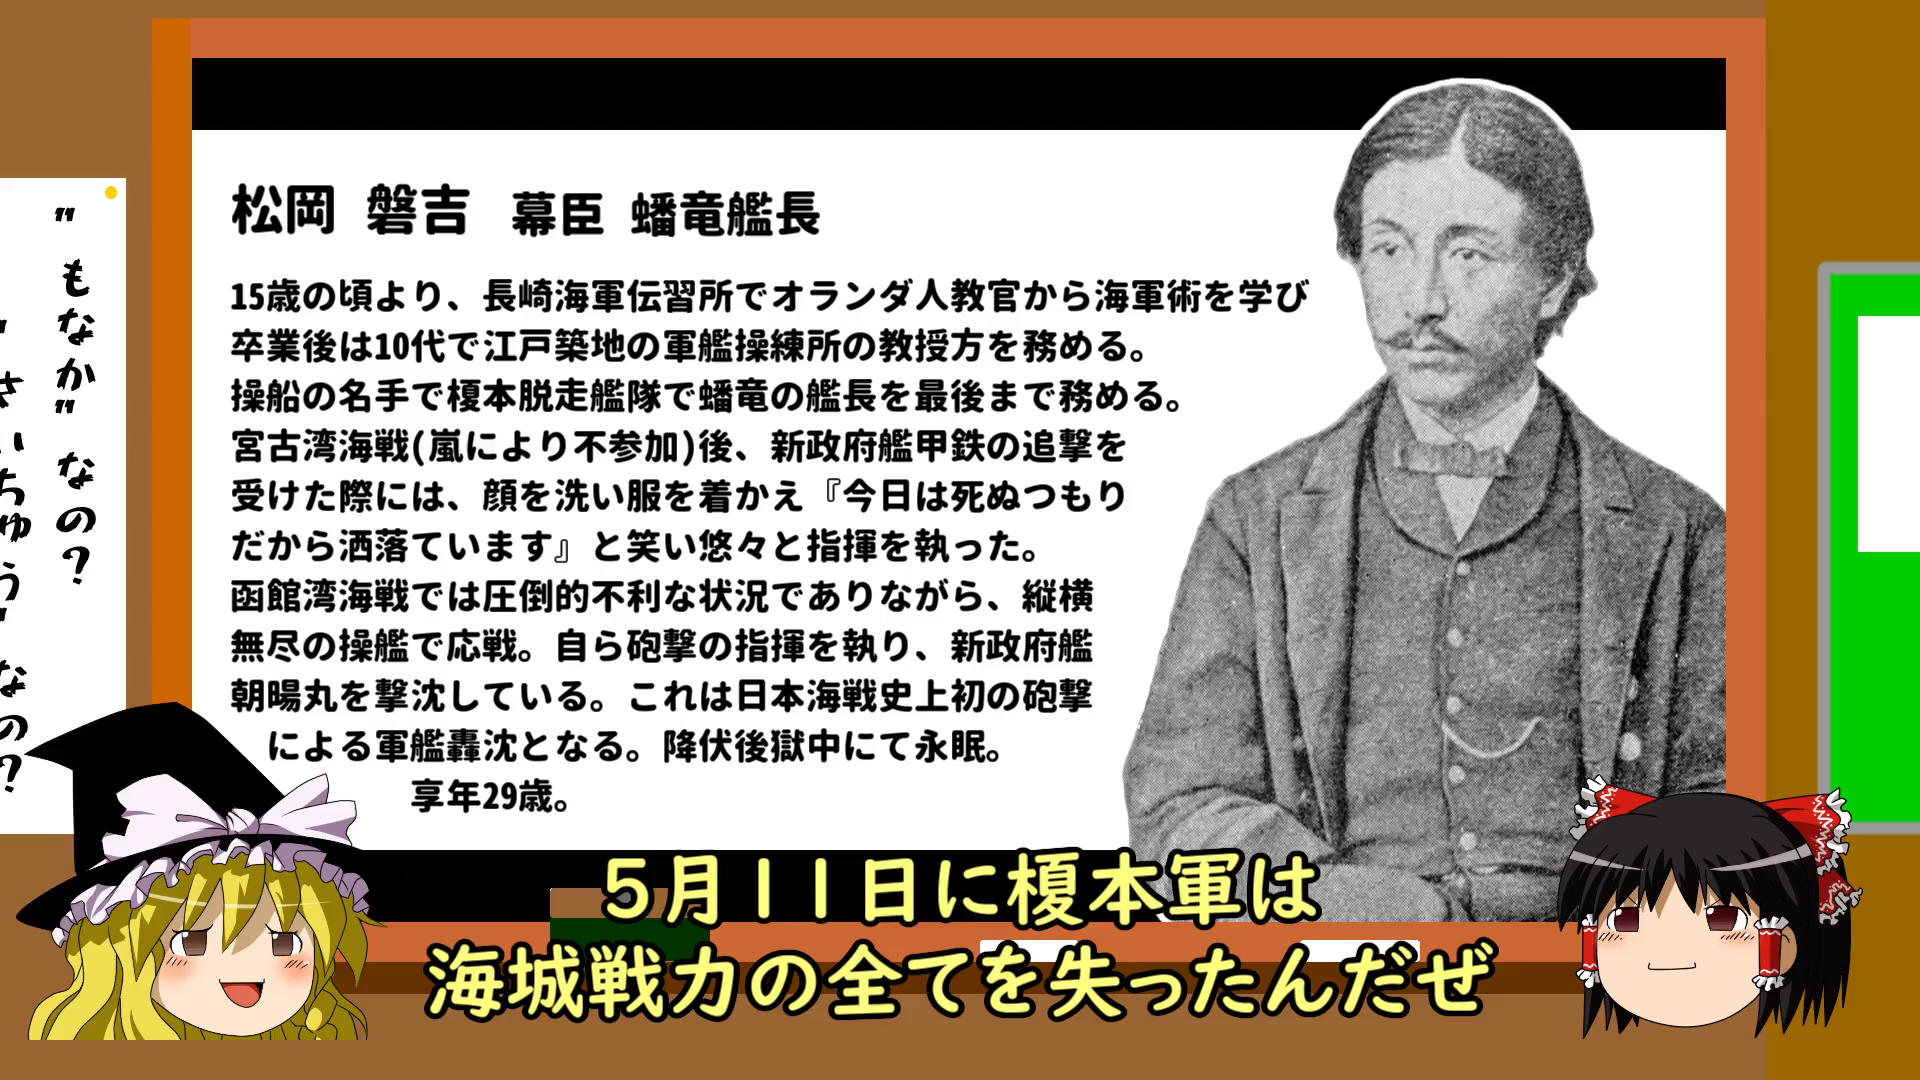 松岡 磐吉 幕臣 蟠竜艦長
15歳の頃より、長崎海軍伝習所でオランダ人教官から海軍術を学び
卒業後は10代で江戸築地の軍艦操練所の教授方を務める。
操船の名手で榎本脱走艦隊で蟠竜の艦長を最後まで務める。
宮古湾海戦(嵐により不参加)後、新政府艦甲鉄の追撃を
受けた際には、顔を洗い服を着かえ『今日は死ぬつもり
だから洒落ています』と笑い悠々と指揮を執った。
函館湾海戦では圧倒的不利な状況でありながら、縦横
無尽の操艦で応戦。自ら砲撃の指揮を執り、新政府艦
朝暘丸を撃沈している。これは日本海戦史上初の砲撃
による軍艦轟沈となる。降伏後獄中にて永眠。
享年29歳。
"もなか"なの?
さいちゅう"なの?
5月11日に榎本軍は
海城戦力の全てを失ったんだぜ